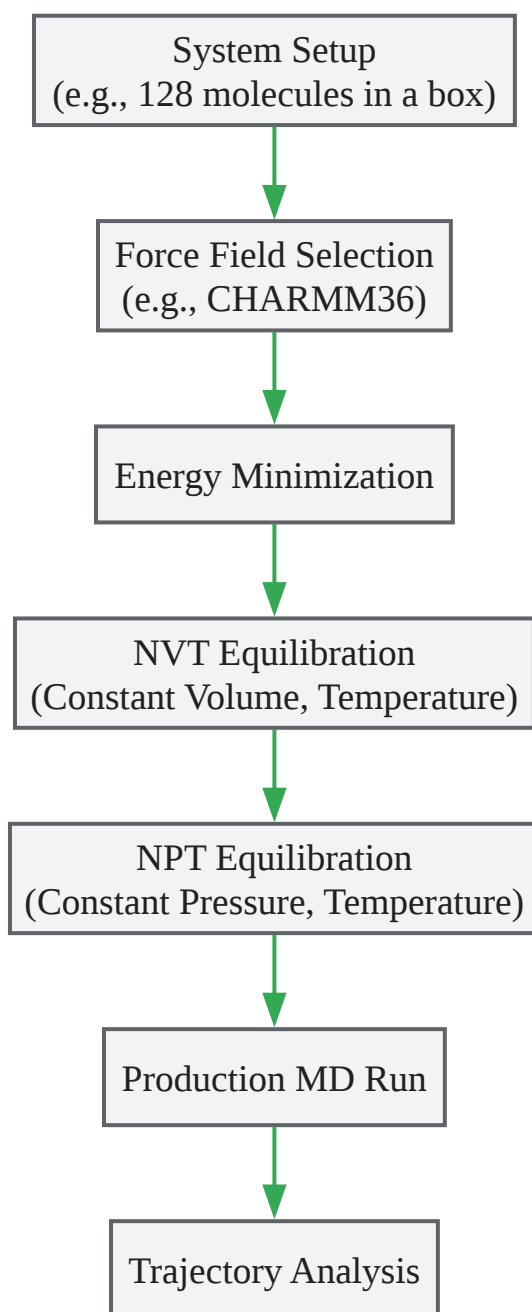 System Setup
(e.g., 128 molecules in a box)
Force Field Selection
(e.g., CHARMM36)
Energy Minimization
NVT Equilibration
(Constant Volume, Temperature)
NPT Equilibration
(Constant Pressure, Temperature)
Production MD Run
Trajectory Analysis